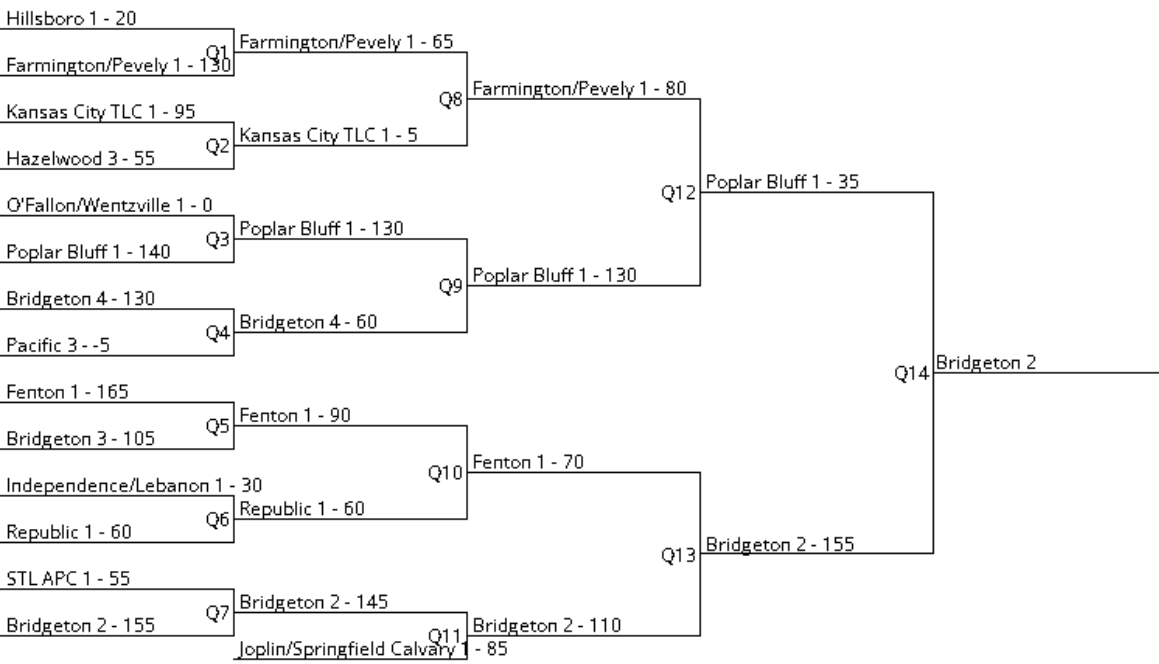 Hillsboro 1 - 20
Q1
Farmington/Pevely 1 - 130
Farmington/Pevely 1 - 65
Q8
Farmington/Pevely 1 - 80
Kansas City TLC 1 - 95
Q2
Kansas City TLC 1 - 5
Hazelwood 3 - 55
Q12
Poplar Bluff 1 - 35
O'Fallon/Wentzville 1 - 0
Q3
Poplar Bluff 1 - 130
Poplar Bluff 1 - 140
Q9
Poplar Bluff 1 - 130
Bridgeton 4 - 130
Q4
Bridgeton 4 - 60
Pacific 3 - -5
Q14
Bridgeton 2
Fenton 1 - 165
Q5
Fenton 1 - 90
Bridgeton 3 - 105
Q10
Fenton 1 - 70
Independence/Lebanon 1 - 30
Q6
Republic 1 - 60
Republic 1 - 60
Q13
Bridgeton 2 - 155
STL APC 1 - 55
Q7
Bridgeton 2 - 145
Bridgeton 2 - 155
Q11
Bridgeton 2 - 110
Joplin/Springfield Calvary 1 - 85